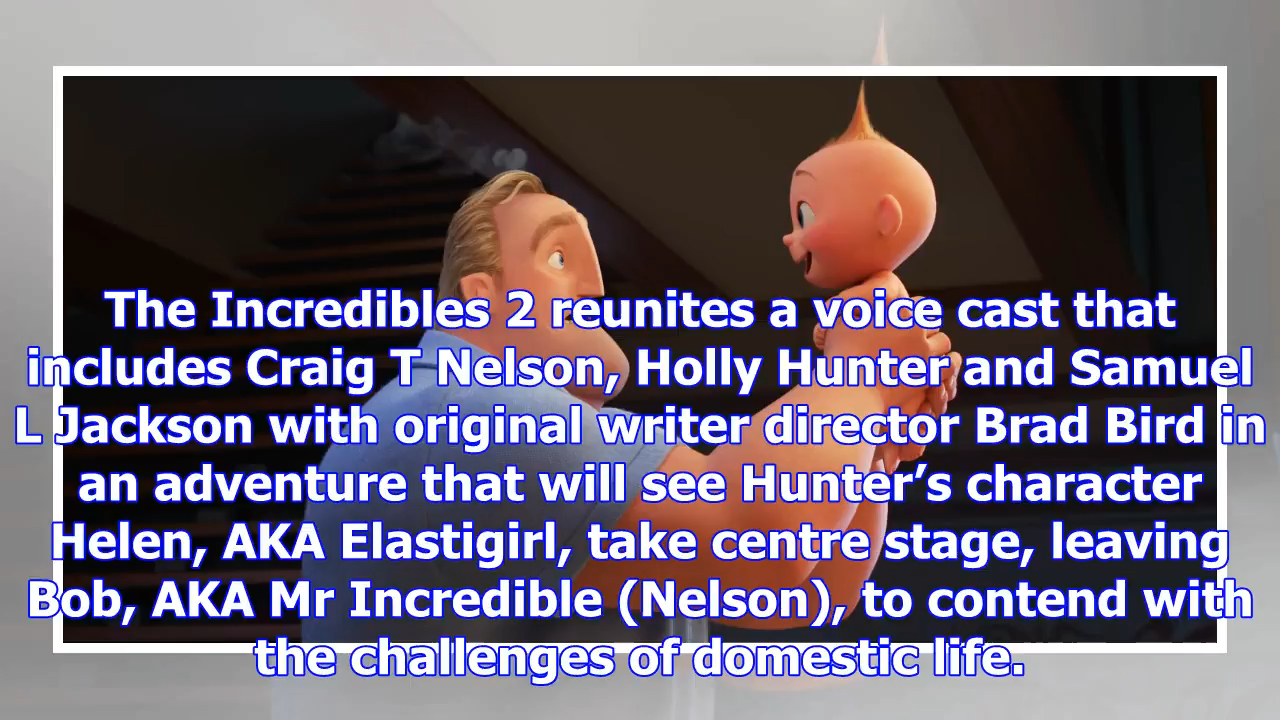 The Incredibles 2 reunites a voice cast that
includes Craig T Nelson, Holly Hunter and Samuel
L Jackson with original writer director Brad Bird in
an adventure that will see Hunter’s character
Helen, AKA Elastigirl, take centre stage, leaving
Bob, AKA Mr Incredible (Nelson), to contend with
the challenges of domestic life.